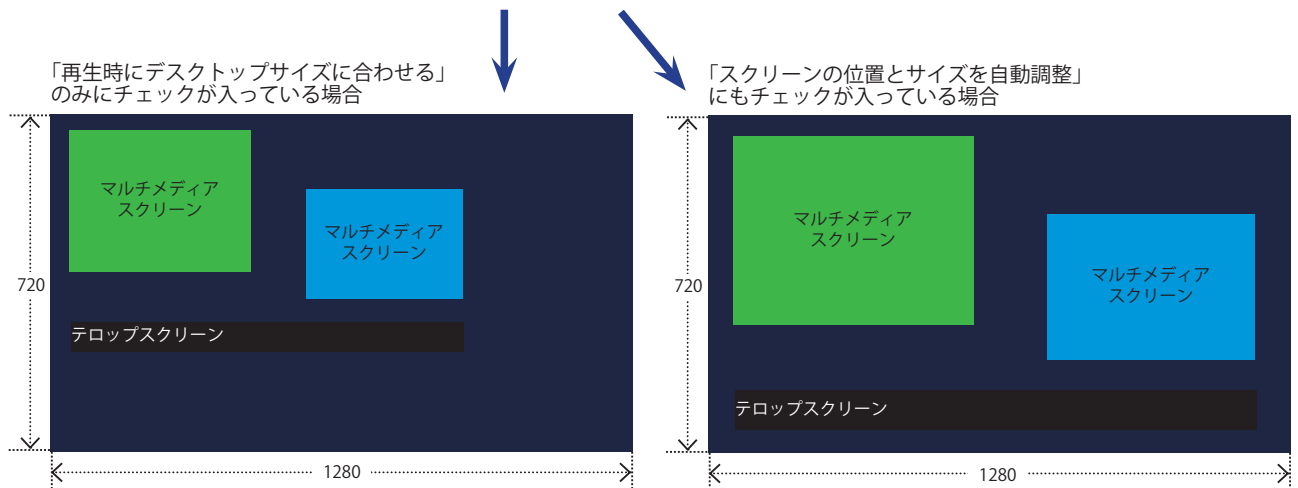 「再生時にデスクトップサイズに合わせる」
のみにチェックが入っている場合
マルチメディア
スクリーン
マルチメディア
スクリーン
テロップスクリーン
720
1280
「スクリーンの位置とサイズを自動調整」
にもチェックが入っている場合
マルチメディア
スクリーン
マルチメディア
スクリーン
テロップスクリーン
720
1280